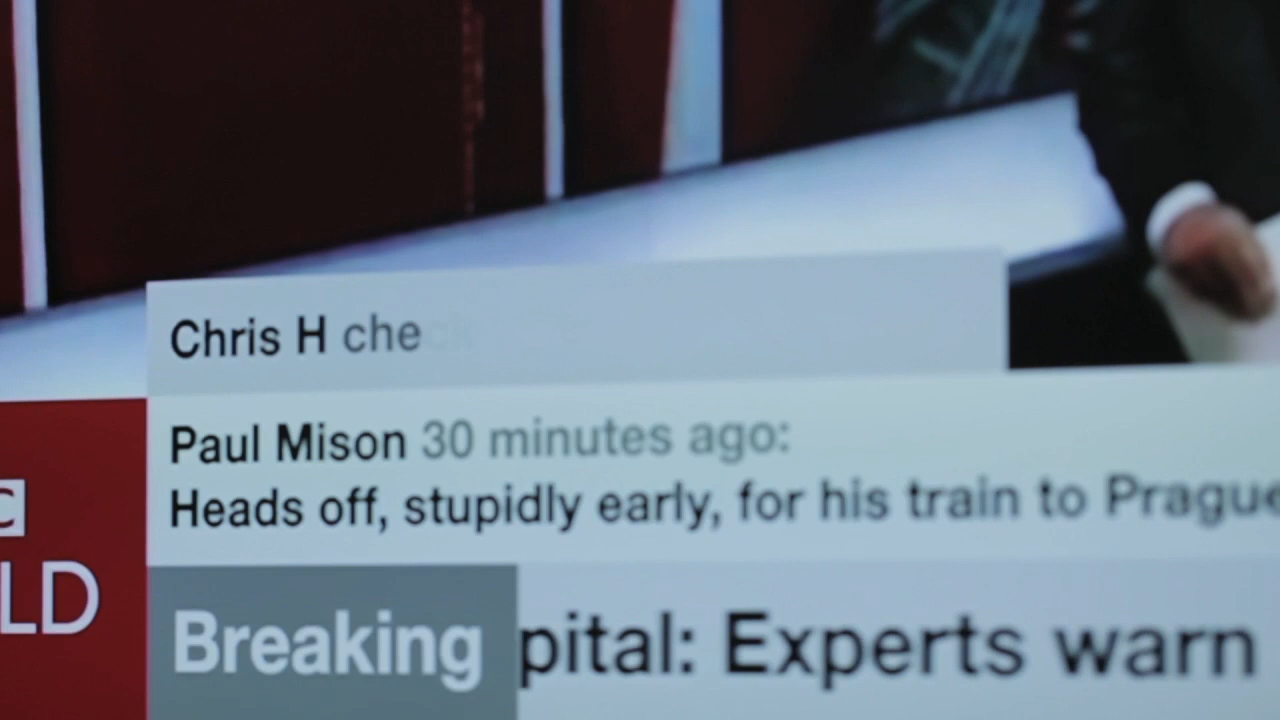 Chris H che
Paul Mison 30 minutes ago:
Heads off, stupidly early, for his train to Prague
C
LD
Breaking pital: Experts warn